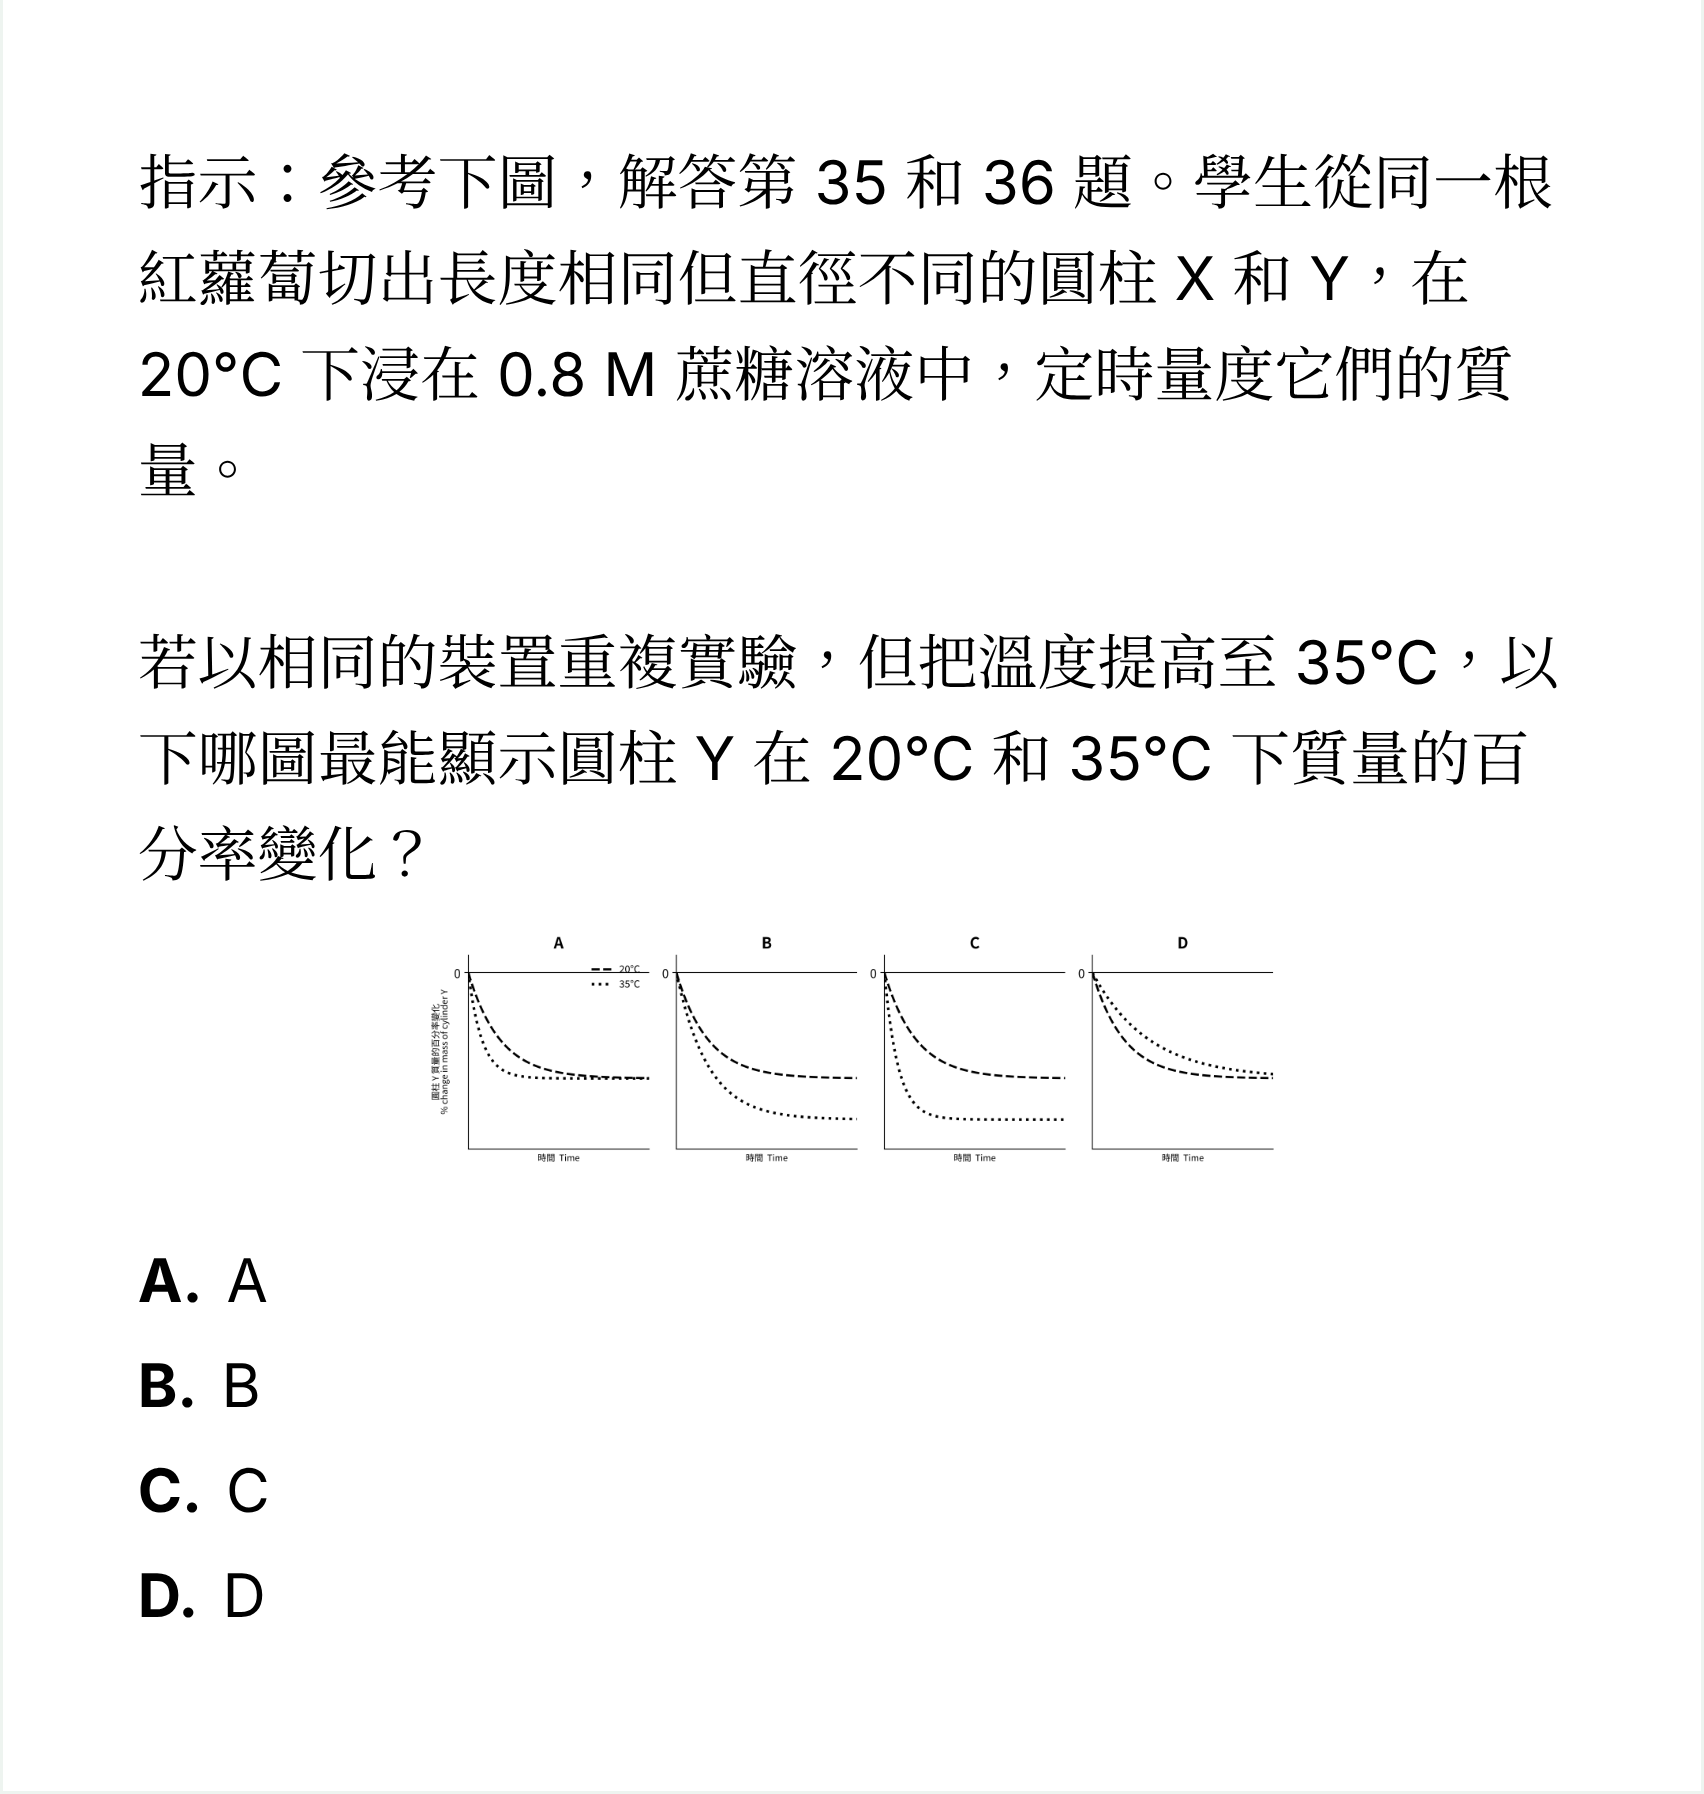 指示：參考下圖，解答第 35 和 36 題。學生從同一根
紅蘿蔔切出長度相同但直徑不同的圓柱 X 和 Y，在
20°C 下浸在 0.8 M 蔗糖溶液中，定時量度它們的質
量。
若以相同的裝置重複實驗，但把溫度提高至 35°C，以
下哪圖最能顯示圓柱 Y 在 20°C 和 35°C 下質量的百
分率變化？
A B C D
0 20°C 0 0 0
35°C
圓柱 Y 質量的百分率變化
% change in mass of cylinder Y
時間 Time 時間 Time 時間 Time 時間 Time
A. A
B. B
C. C
D. D